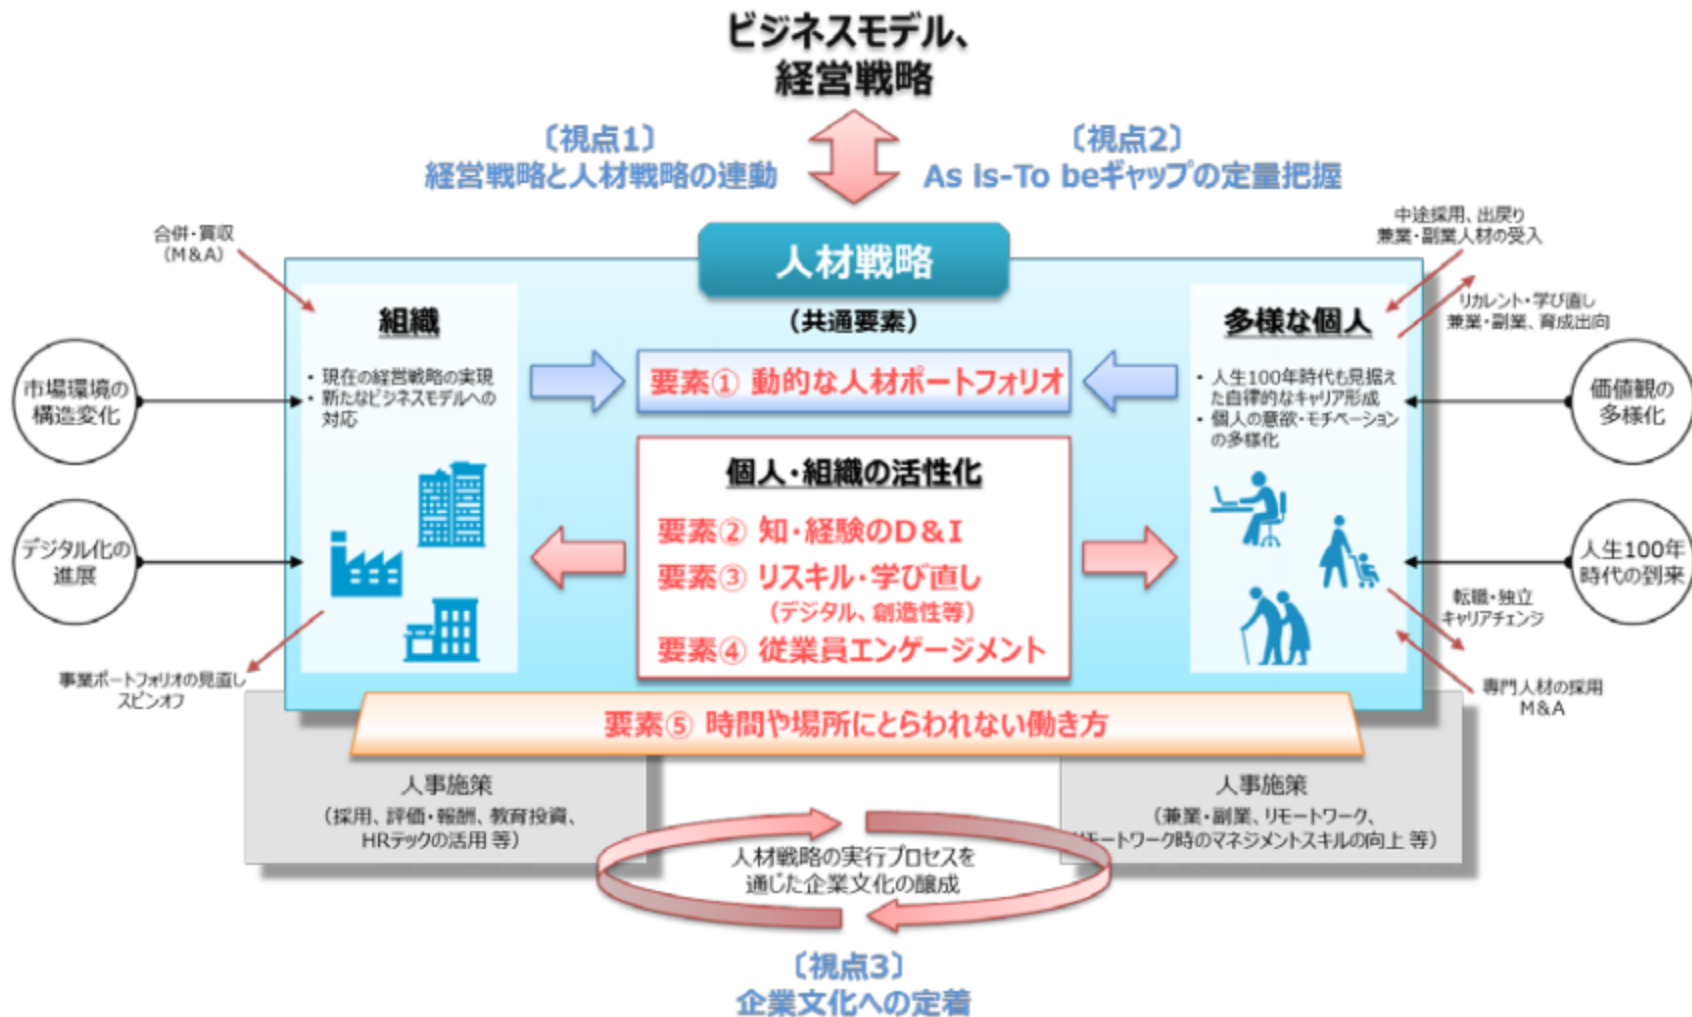 ビジネスモデル、
経営戦略
〔視点1〕
経営戦略と人材戦略の連動
〔視点2〕
As is-To beギャップの定量把握
合併・買収
(M&A)
人材戦略
(共通要素)
中途採用、出戻り
兼業・副業人材の受入
リカレント・学び直し
兼業・副業、育成出向
組織
・現在の経営戦略の実現
・新たなビジネスモデルへの
対応
市場環境の
構造変化
デジタル化の
進展
事業ポートフォリオの見直し
スピンオフ
要素① 動的な人材ポートフォリオ
個人・組織の活性化
要素② 知・経験のD&I
要素③ リスキル・学び直し
(デジタル、創造性等)
要素④ 従業員エンゲージメント
多様な個人
・人生100年時代も見据え
た自律的なキャリア形成
・個人の意欲・モチベーション
の多様化
価値観の
多様化
人生100年
時代の到来
転職・独立
キャリアチェンジ
専門人材の採用
M&A
要素⑤ 時間や場所にとらわれない働き方
人事施策
(採用、評価・報酬、教育投資、
HRテックの活用 等)
人事施策
(兼業・副業、リモートワーク、
リモートワーク時のマネジメントスキルの向上 等)
人材戦略の実行プロセスを
通じた企業文化の醸成
〔視点3〕
企業文化への定着